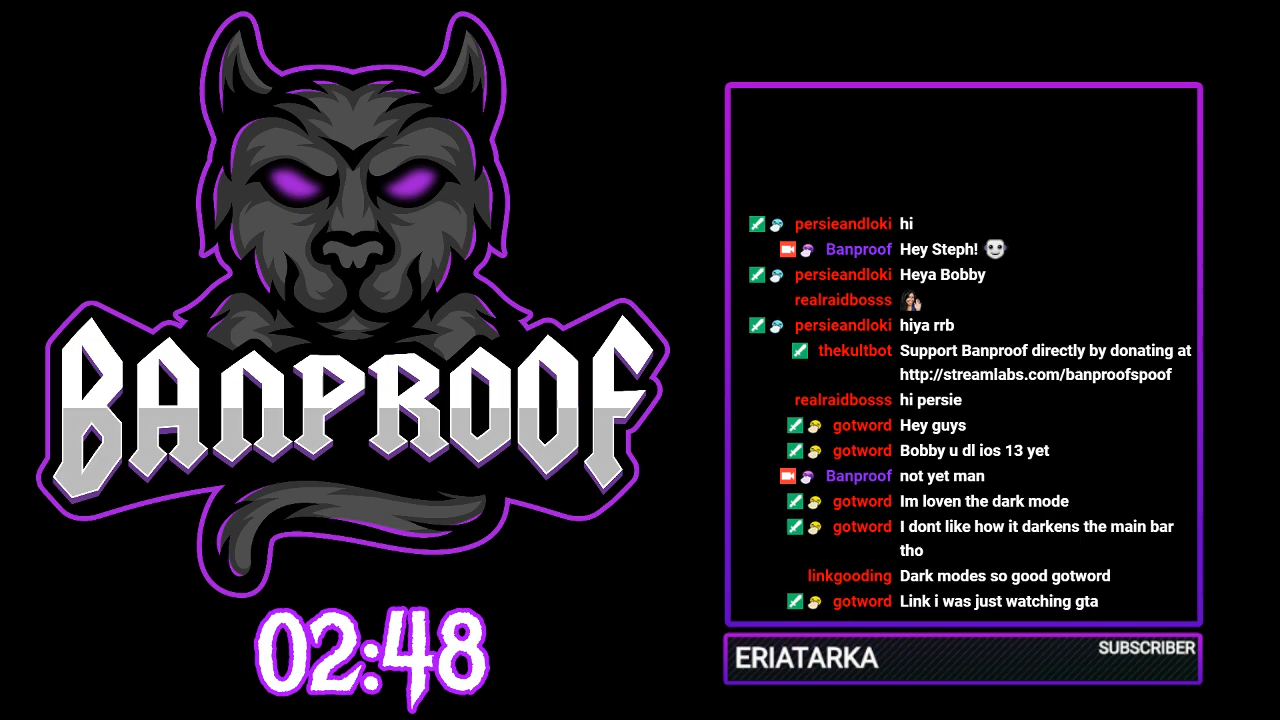 BANPROOF
02:48
persieandloki hi
Banproof Hey Steph!
persieandloki Heya Bobby
realraidbosss
persieandloki hiya rrb
thekultbot Support Banproof directly by donating at
http://streamlabs.com/banproofspoof
realraidbosss hi persie
gotword Hey guys
gotword Bobby u dl ios 13 yet
Banproof not yet man
gotword Im loven the dark mode
gotword I dont like how it darkens the main bar
tho
linkgooding Dark modes so good gotword
gotword Link i was just watching gta
ERIATARKA SUBSCRIBER